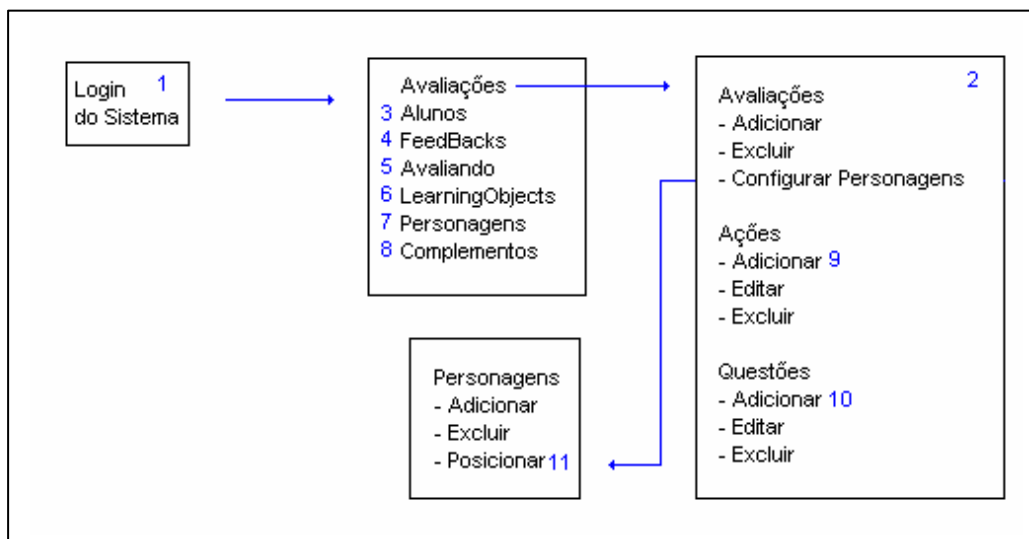 Login 1
do Sistema
Avaliações
3 Alunos
4 FeedBacks
5 Avaliando
6 LearningObjects
7 Personagens
8 Complementos
2
Avaliações
- Adicionar
- Excluir
- Configurar Personagens
Ações
- Adicionar 9
- Editar
- Excluir
Questões
- Adicionar 10
- Editar
- Excluir
Personagens
- Adicionar
- Excluir
- Posicionar 11